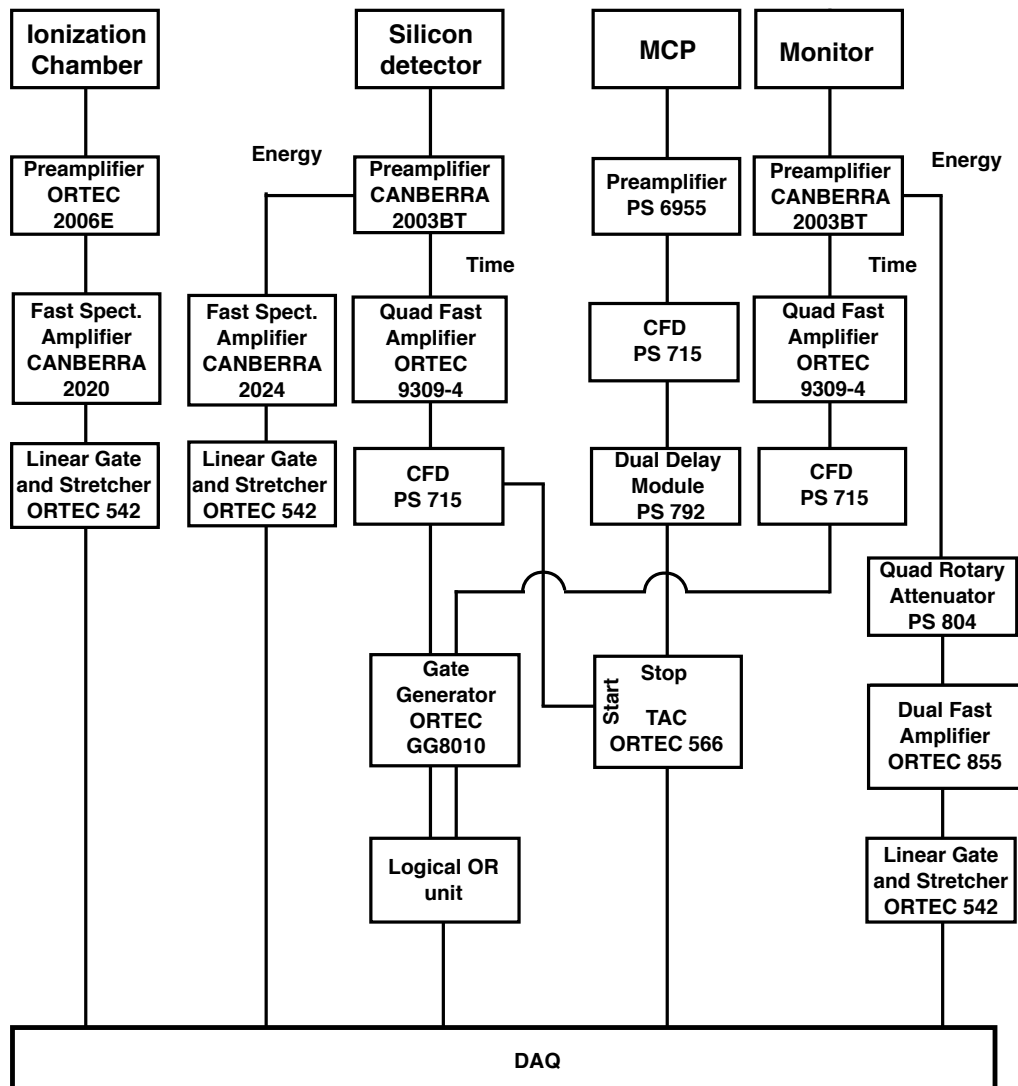 Ionization
Chamber
Silicon
detector
MCP
Monitor
Energy
Energy
Preamplifier
ORTEC
2006E
Preamplifier
CANBERRA
2003BT
Preamplifier
PS 6955
Preamplifier
CANBERRA
2003BT
Time
Time
Fast Spect.
Amplifier
CANBERRA
2020
Fast Spect.
Amplifier
CANBERRA
2024
Quad Fast
Amplifier
ORTEC
9309-4
CFD
PS 715
Quad Fast
Amplifier
ORTEC
9309-4
Linear Gate
and Stretcher
ORTEC 542
Linear Gate
and Stretcher
ORTEC 542
CFD
PS 715
Dual Delay
Module
PS 792
CFD
PS 715
Quad Rotary
Attenuator
PS 804
Gate
Generator
ORTEC
GG8010
Start
Stop
TAC
ORTEC 566
Dual Fast
Amplifier
ORTEC 855
Logical OR
unit
Linear Gate
and Stretcher
ORTEC 542
DAQ